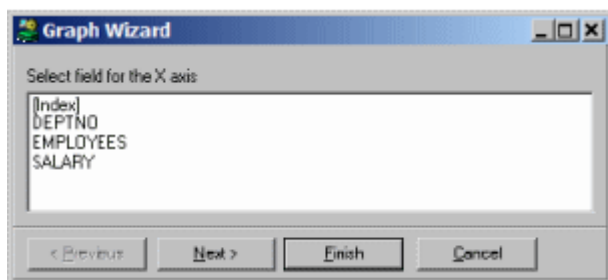 Graph Wizard
Select field for the X axis
[Index]
DEPTNO
EMPLOYEES
SALARY
< Previous Next > Finish Cancel